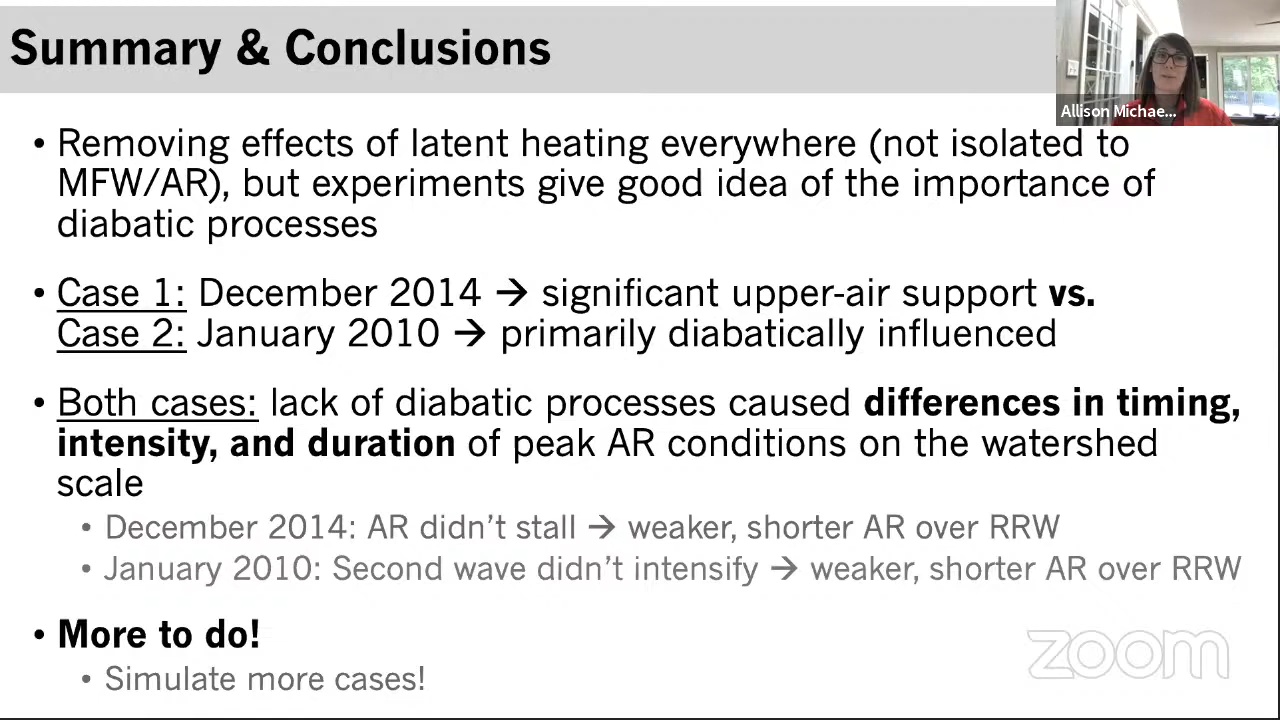 Summary & Conclusions
Allison Michae...
• Removing effects of latent heating everywhere (not isolated to
MFW/AR), but experiments give good idea of the importance of
diabatic processes
• Case 1: December 2014 → significant upper-air support vs.
Case 2: January 2010 → primarily diabatically influenced
• Both cases: lack of diabatic processes caused differences in timing,
intensity, and duration of peak AR conditions on the watershed
scale
• December 2014: AR didn't stall → weaker, shorter AR over RRW
• January 2010: Second wave didn't intensify → weaker, shorter AR over RRW
• More to do!
• Simulate more cases!
zoom